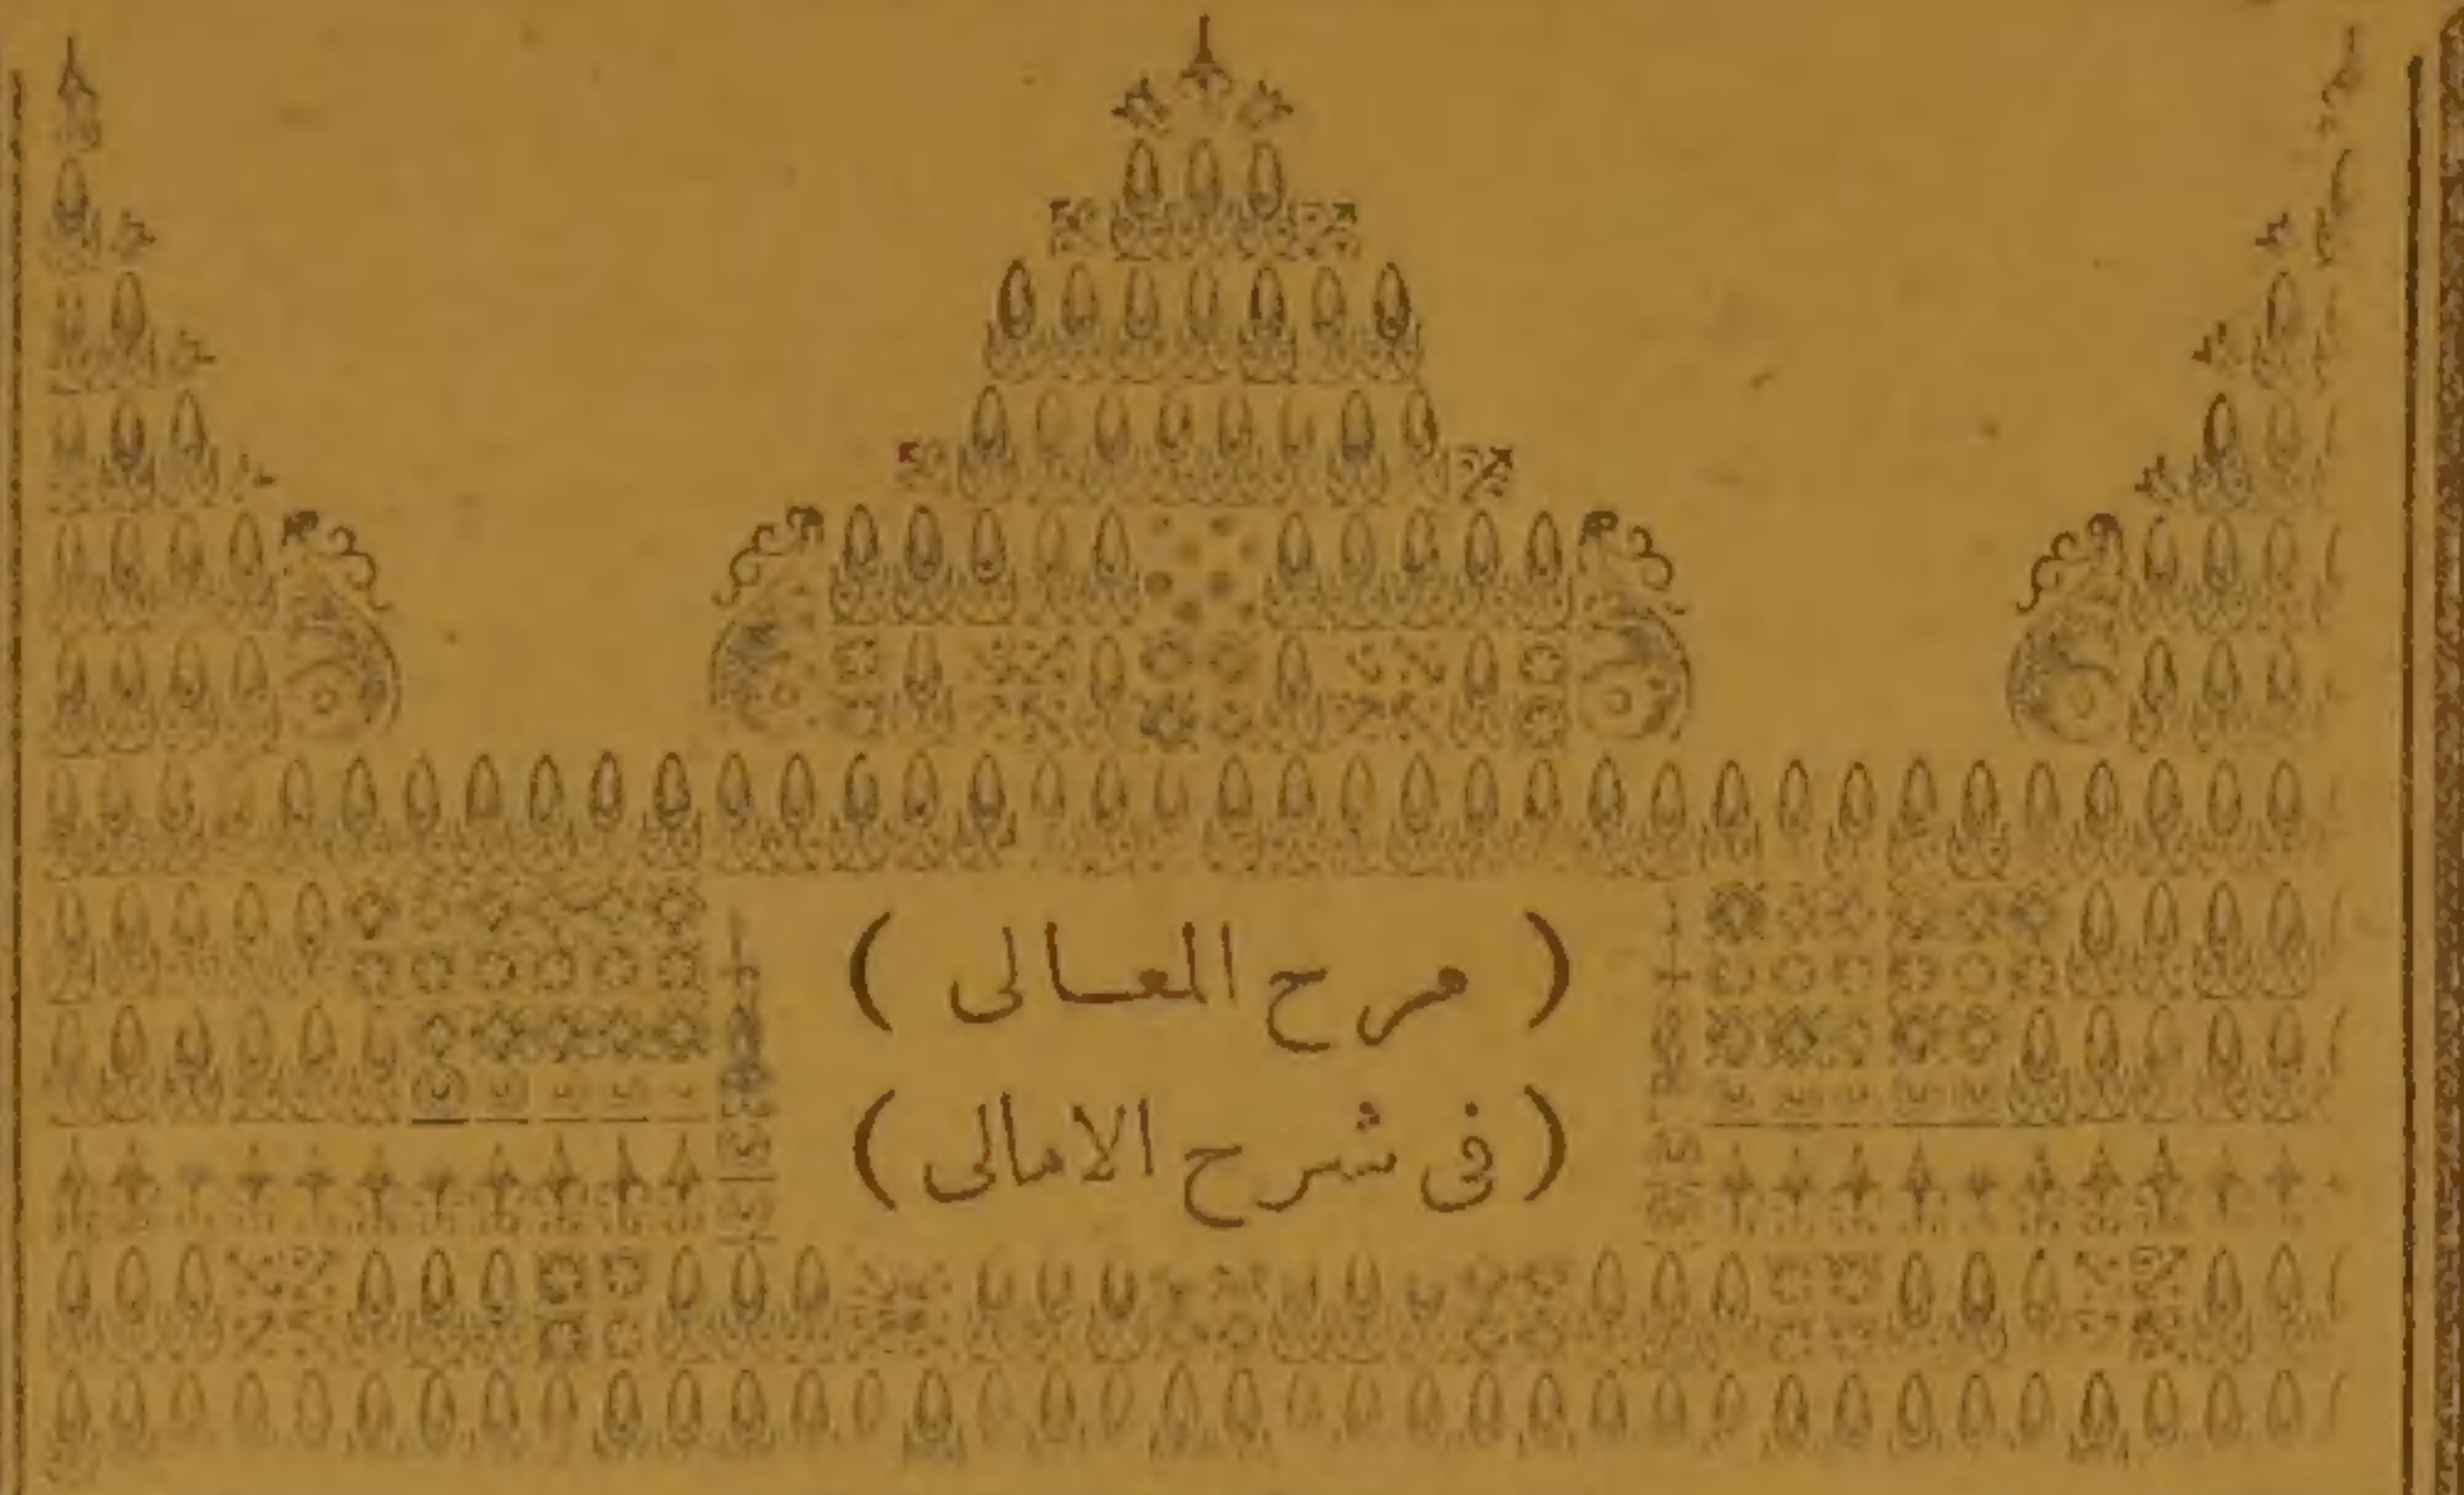 ( مرح المعالى )
( فى شرح الامالى )